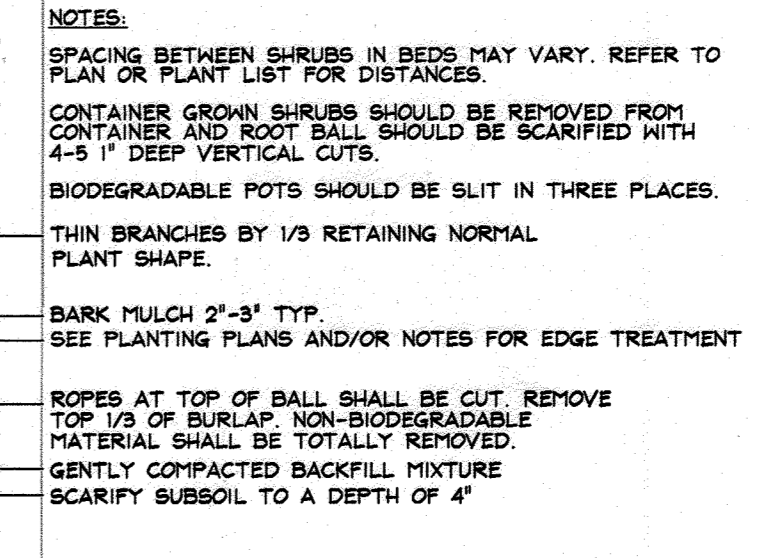 NOTES:
SPACING BETWEEN SHRUBS IN BEDS MAY VARY. REFER TO
PLAN OR PLANT LIST FOR DISTANCES.
CONTAINER GROWN SHRUBS SHOULD BE REMOVED FROM
CONTAINER AND ROOT BALL SHOULD BE SCARIFIED WITH
4-5 1" DEEP VERTICAL CUTS.
BIODEGRADABLE POTS SHOULD BE SLIT IN THREE PLACES.
THIN BRANCHES BY 1/3 RETAINING NORMAL
PLANT SHAPE.
BARK MULCH 2"-3" TYP.
SEE PLANTING PLANS AND/OR NOTES FOR EDGE TREATMENT
ROPES AT TOP OF BALL SHALL BE CUT. REMOVE
TOP 1/3 OF BURLAP. NON-BIODEGRADABLE
MATERIAL SHALL BE TOTALLY REMOVED.
GENTLY COMPACTED BACKFILL MIXTURE
SCARIFY SUBSOIL TO A DEPTH OF 4"